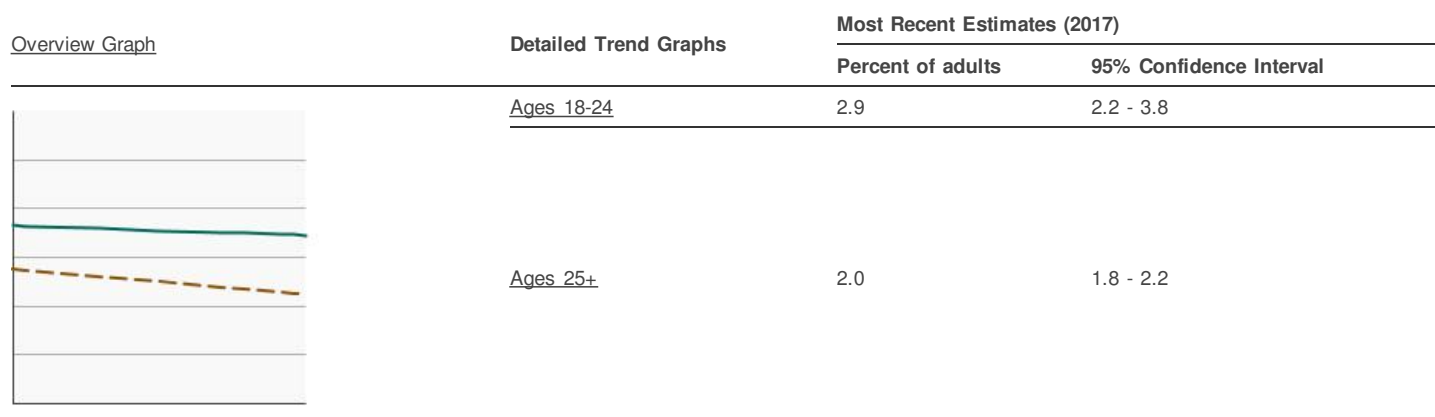 Overview Graph
Detailed Trend Graphs
Most Recent Estimates (2017)
Percent of adults
95% Confidence Interval
Ages 18-24
2.9
2.2 - 3.8
Ages 25+
2.0
1.8 - 2.2